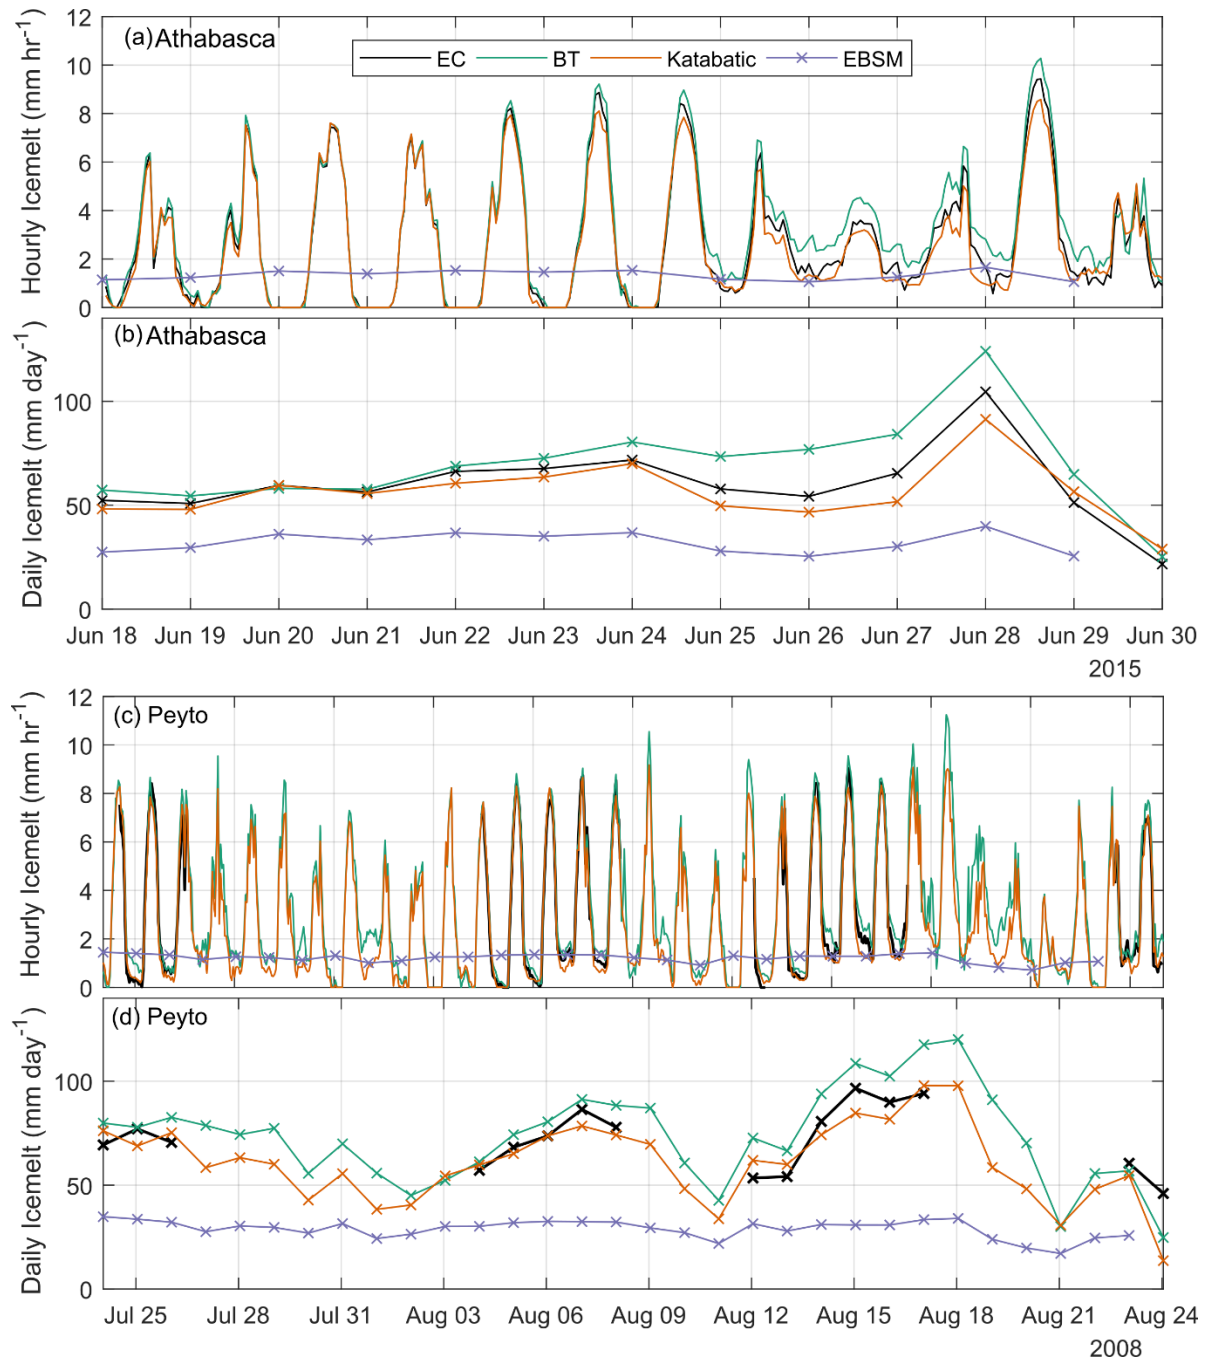 (a) Athabasca
EC BT Katabatic EBSM
Hourly Icemelt (mm hr⁻¹)
12
10
8
6
4
2
0
(b) Athabasca
Daily Icemelt (mm day⁻¹)
100
50
0
Jun 18 Jun 19 Jun 20 Jun 21 Jun 22 Jun 23 Jun 24 Jun 25 Jun 26 Jun 27 Jun 28 Jun 29 Jun 30
2015
(c) Peyto
Hourly Icemelt (mm hr⁻¹)
12
10
8
6
4
2
0
(d) Peyto
Daily Icemelt (mm day⁻¹)
100
50
0
Jul 25 Jul 28 Jul 31 Aug 03 Aug 06 Aug 09 Aug 12 Aug 15 Aug 18 Aug 21 Aug 24
2008